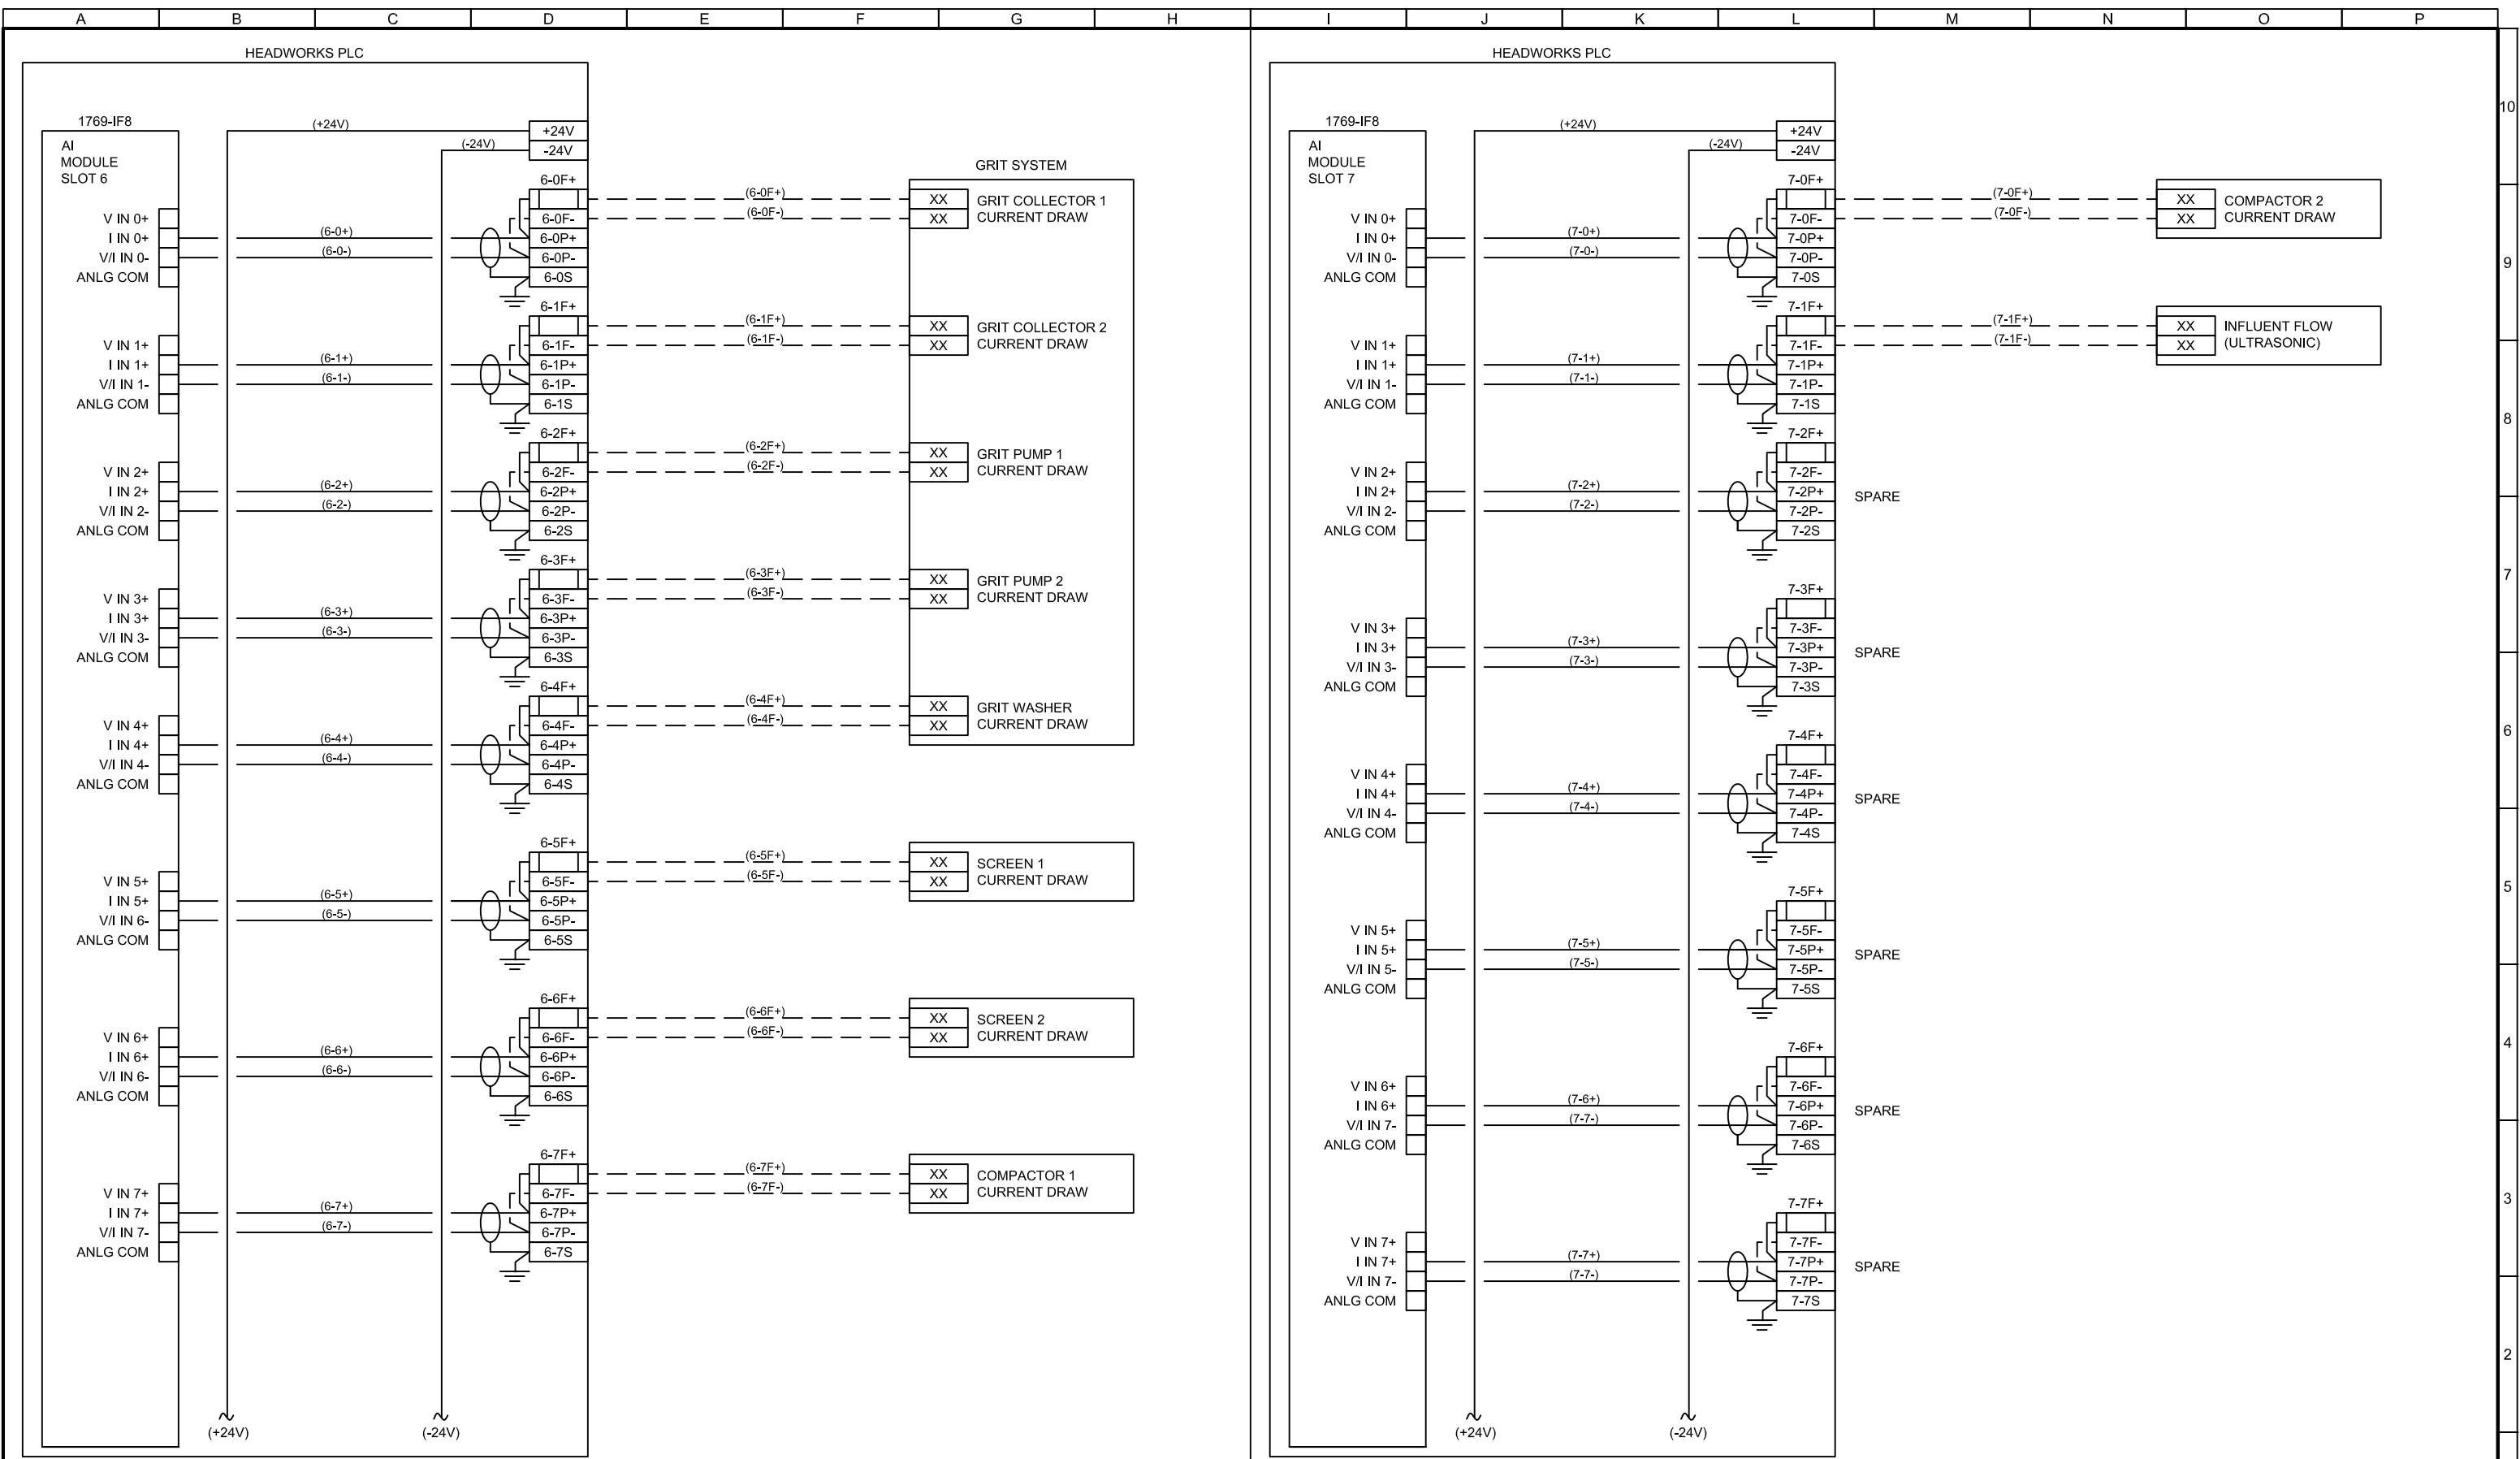 A B C D E F G H I J K L M N O P
HEADWORKS PLC
1769-IF8
AI
MODULE
SLOT 6
(+24V)
(-24V)
+24V
-24V
GRIT SYSTEM
6-0F+
V IN 0+
I IN 0+
V/I IN 0-
ANLG COM
(6-0+)
(6-0-)
6-0F-
6-0P+
6-0P-
6-0S
(6-0F+)
(6-0F-)
XX
XX
GRIT COLLECTOR 1
CURRENT DRAW
6-1F+
V IN 1+
I IN 1+
V/I IN 1-
ANLG COM
(6-1+)
(6-1-)
6-1F-
6-1P+
6-1P-
6-1S
(6-1F+)
(6-1F-)
XX
XX
GRIT COLLECTOR 2
CURRENT DRAW
6-2F+
V IN 2+
I IN 2+
V/I IN 2-
ANLG COM
(6-2+)
(6-2-)
6-2F-
6-2P+
6-2P-
6-2S
(6-2F+)
(6-2F-)
XX
XX
GRIT PUMP 1
CURRENT DRAW
6-3F+
V IN 3+
I IN 3+
V/I IN 3-
ANLG COM
(6-3+)
(6-3-)
6-3F-
6-3P+
6-3P-
6-3S
(6-3F+)
(6-3F-)
XX
XX
GRIT PUMP 2
CURRENT DRAW
6-4F+
V IN 4+
I IN 4+
V/I IN 4-
ANLG COM
(6-4+)
(6-4-)
6-4F-
6-4P+
6-4P-
6-4S
(6-4F+)
(6-4F-)
XX
XX
GRIT WASHER
CURRENT DRAW
6-5F+
V IN 5+
I IN 5+
V/I IN 6-
ANLG COM
(6-5+)
(6-5-)
6-5F-
6-5P+
6-5P-
6-5S
(6-5F+)
(6-5F-)
XX
XX
SCREEN 1
CURRENT DRAW
6-6F+
V IN 6+
I IN 6+
V/I IN 6-
ANLG COM
(6-6+)
(6-6-)
6-6F-
6-6P+
6-6P-
6-6S
(6-6F+)
(6-6F-)
XX
XX
SCREEN 2
CURRENT DRAW
6-7F+
V IN 7+
I IN 7+
V/I IN 7-
ANLG COM
(6-7+)
(6-7-)
6-7F-
6-7P+
6-7P-
6-7S
(6-7F+)
(6-7F-)
XX
XX
COMPACTOR 1
CURRENT DRAW
(+24V)
(-24V)
HEADWORKS PLC
1769-IF8
AI
MODULE
SLOT 7
(+24V)
(-24V)
+24V
-24V
7-0F+
V IN 0+
I IN 0+
V/I IN 0-
ANLG COM
(7-0+)
(7-0-)
7-0F-
7-0P+
7-0P-
7-0S
(7-0F+)
(7-0F-)
XX
XX
COMPACTOR 2
CURRENT DRAW
7-1F+
V IN 1+
I IN 1+
V/I IN 1-
ANLG COM
(7-1+)
(7-1-)
7-1F-
7-1P+
7-1P-
7-1S
(7-1F+)
(7-1F-)
XX
XX
INFLUENT FLOW
(ULTRASONIC)
7-2F+
V IN 2+
I IN 2+
V/I IN 2-
ANLG COM
(7-2+)
(7-2-)
7-2F-
7-2P+
7-2P-
7-2S
SPARE
7-3F+
V IN 3+
I IN 3+
V/I IN 3-
ANLG COM
(7-3+)
(7-3-)
7-3F-
7-3P+
7-3P-
7-3S
SPARE
7-4F+
V IN 4+
I IN 4+
V/I IN 4-
ANLG COM
(7-4+)
(7-4-)
7-4F-
7-4P+
7-4P-
7-4S
SPARE
7-5F+
V IN 5+
I IN 5+
V/I IN 5-
ANLG COM
(7-5+)
(7-5-)
7-5F-
7-5P+
7-5P-
7-5S
SPARE
7-6F+
V IN 6+
I IN 6+
V/I IN 7-
ANLG COM
(7-6+)
(7-7-)
7-6F-
7-6P+
7-6P-
7-6S
SPARE
7-7F+
V IN 7+
I IN 7+
V/I IN 7-
ANLG COM
(7-7+)
(7-7-)
7-7F-
7-7P+
7-7P-
7-7S
SPARE
(+24V)
(-24V)
10
9
8
7
6
5
4
3
2